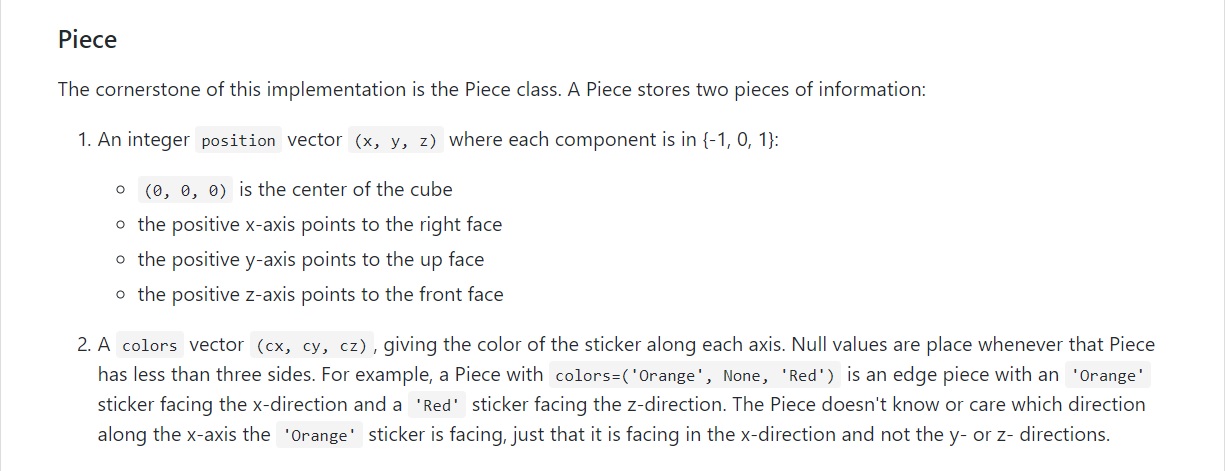 Piece
The cornerstone of this implementation is the Piece class. A Piece stores two pieces of information:
1. An integer position vector (x, y, z) where each component is in {-1, 0, 1}:
(0, 0, 0) is the center of the cube
the positive x-axis points to the right face
the positive y-axis points to the up face
the positive z-axis points to the front face
2. A colors vector (cx, cy, cz), giving the color of the sticker along each axis. Null values are place whenever that Piece
has less than three sides. For example, a Piece with colors=('Orange', None, 'Red') is an edge piece with an 'Orange'
sticker facing the x-direction and a 'Red' sticker facing the z-direction. The Piece doesn't know or care which direction
along the x-axis the 'Orange' sticker is facing, just that it is facing in the x-direction and not the y- or z- directions.